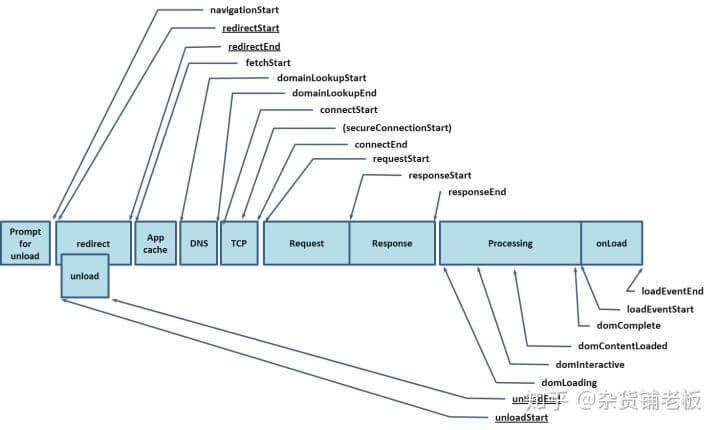 navigationStart
redirectStart
redirectEnd
fetchStart
domainLookupStart
domainLookupEnd
connectStart
(secureConnectionStart)
connectEnd
requestStart
responseStart
responseEnd
Prompt
for
unload
redirect
App
cache
DNS
TCP
Request
Response
Processing
onLoad
unload
loadEventEnd
loadEventStart
domComplete
domContentLoaded
domInteractive
domLoading
unloadEnd
unloadStart
知乎 @杂货铺老板